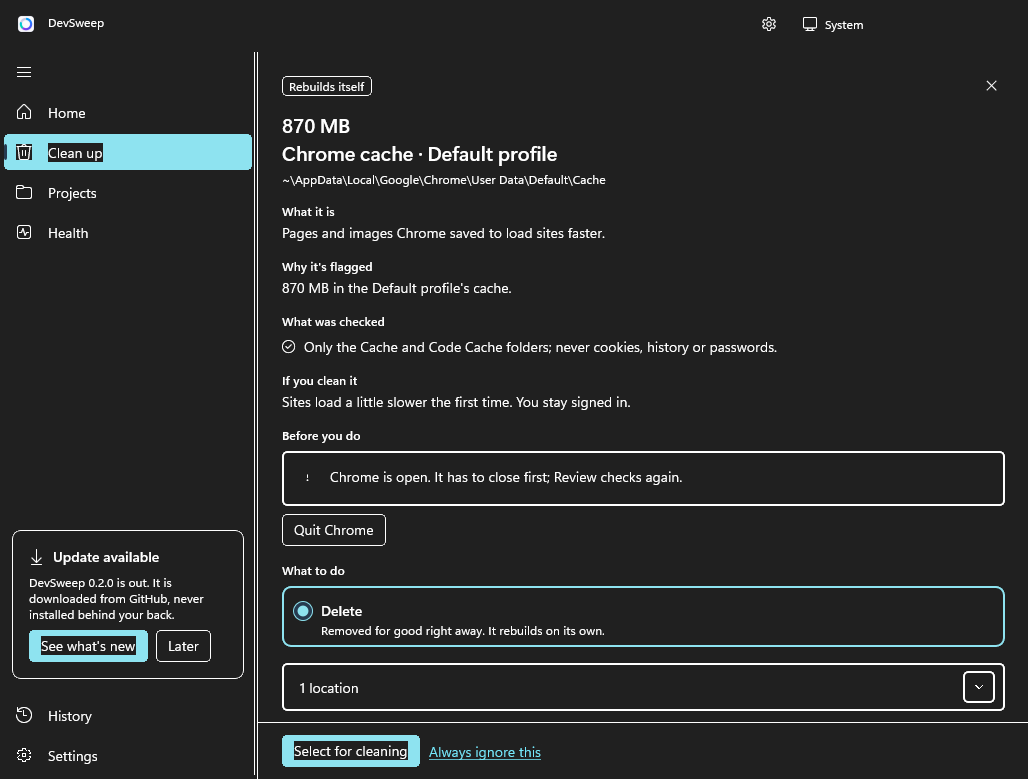 DevSweep
System
Home
Clean up
Projects
Health
Update available
DevSweep 0.2.0 is out. It is
downloaded from GitHub, never
installed behind your back.
See what's new
Later
History
Settings
Rebuilds itself
870 MB
Chrome cache · Default profile
~\AppData\Local\Google\Chrome\User Data\Default\Cache
What it is
Pages and images Chrome saved to load sites faster.
Why it's flagged
870 MB in the Default profile's cache.
What was checked
Only the Cache and Code Cache folders; never cookies, history or passwords.
If you clean it
Sites load a little slower the first time. You stay signed in.
Before you do
Chrome is open. It has to close first; Review checks again.
Quit Chrome
What to do
Delete
Removed for good right away. It rebuilds on its own.
1 location
Select for cleaning
Always ignore this